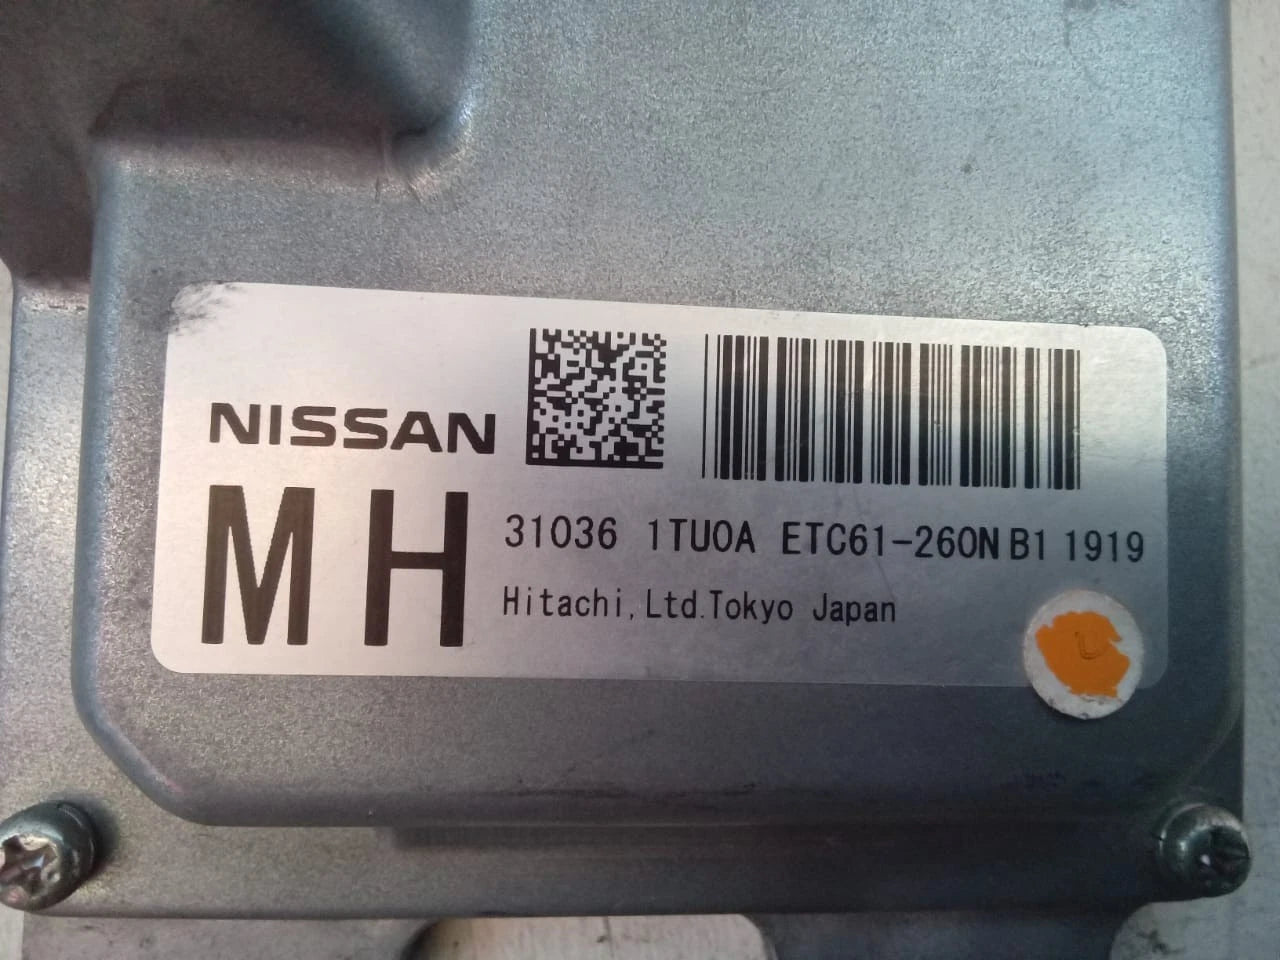 NISSAN
MH
31036 1TU0A ETC61-260N B1 1919
Hitachi, Ltd. Tokyo Japan
U